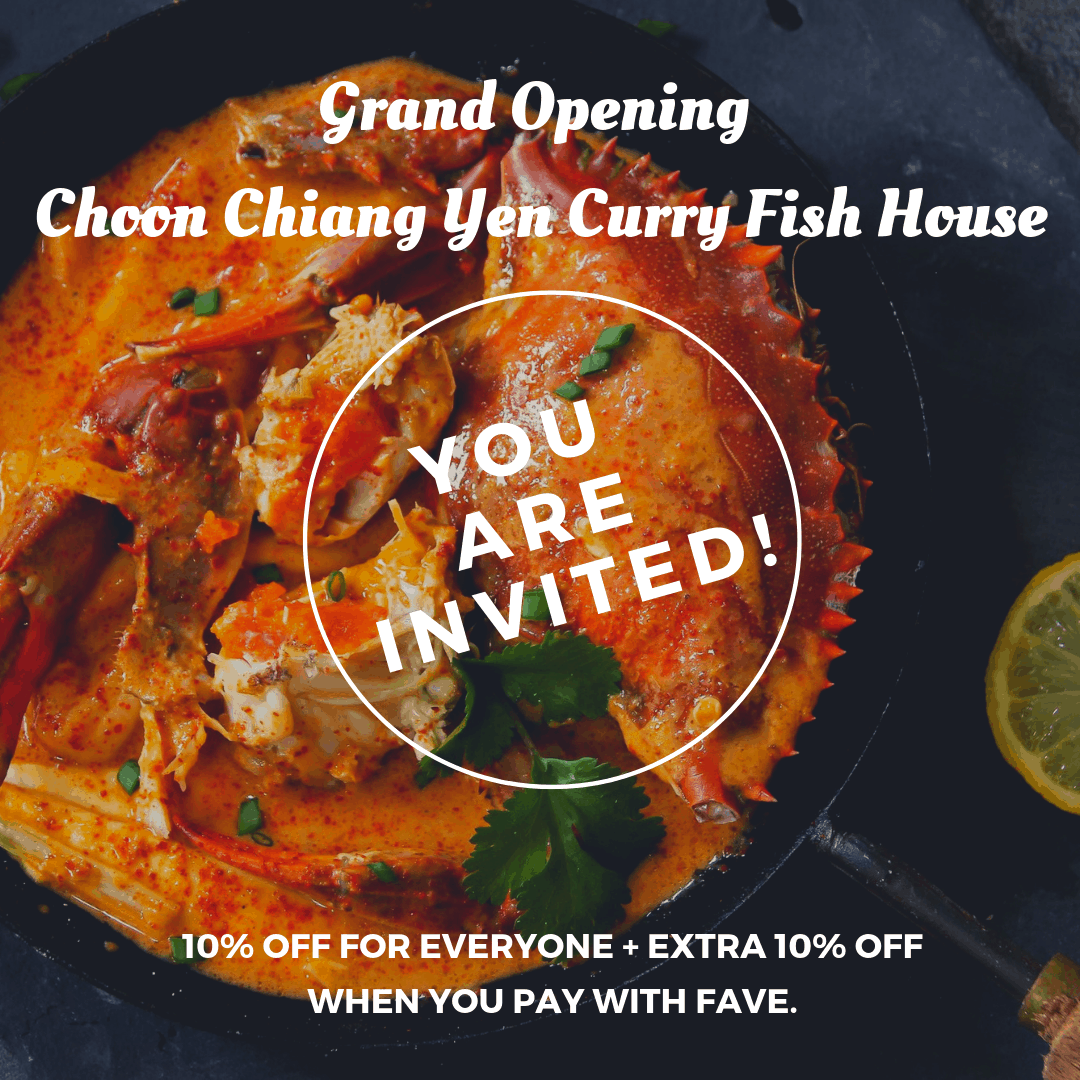 Grand Opening
Choon Chiang Yen Curry Fish House
YOU
ARE
INVITED!
10% OFF FOR EVERYONE + EXTRA 10% OFF
WHEN YOU PAY WITH FAVE.